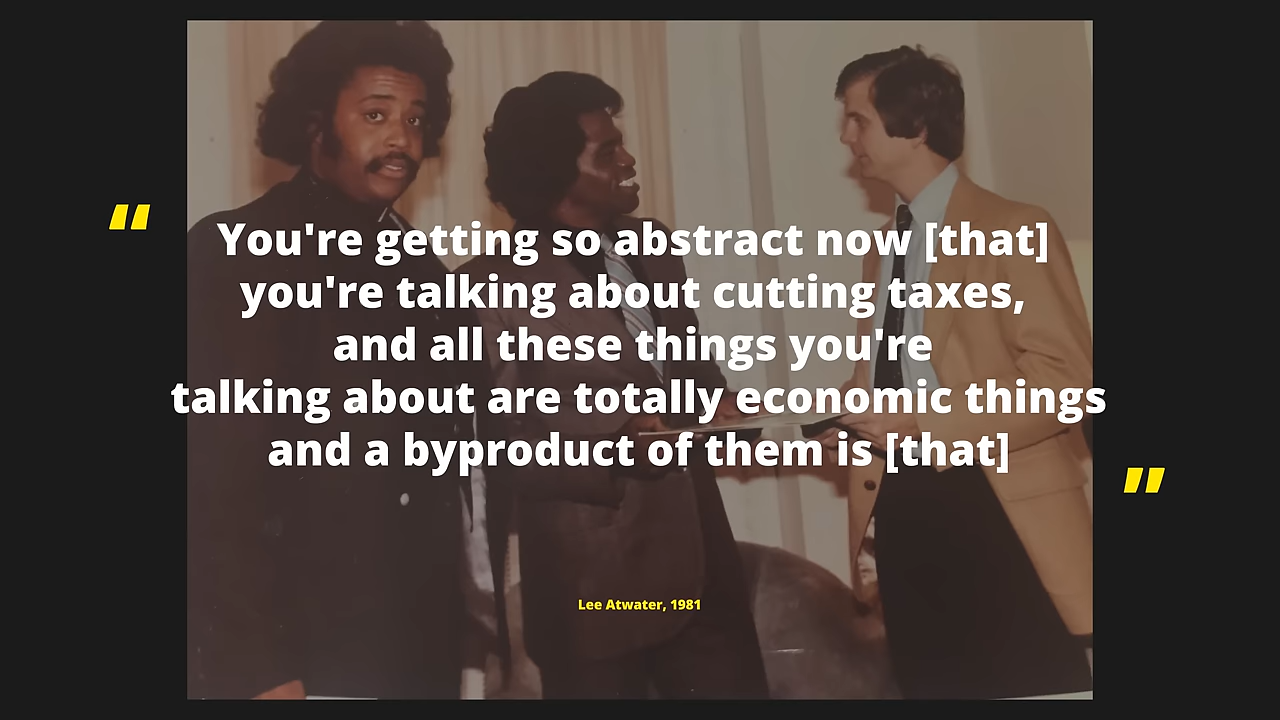 "
You're getting so abstract now [that]
you're talking about cutting taxes,
and all these things you're
talking about are totally economic things
and a byproduct of them is [that]
"
Lee Atwater, 1981